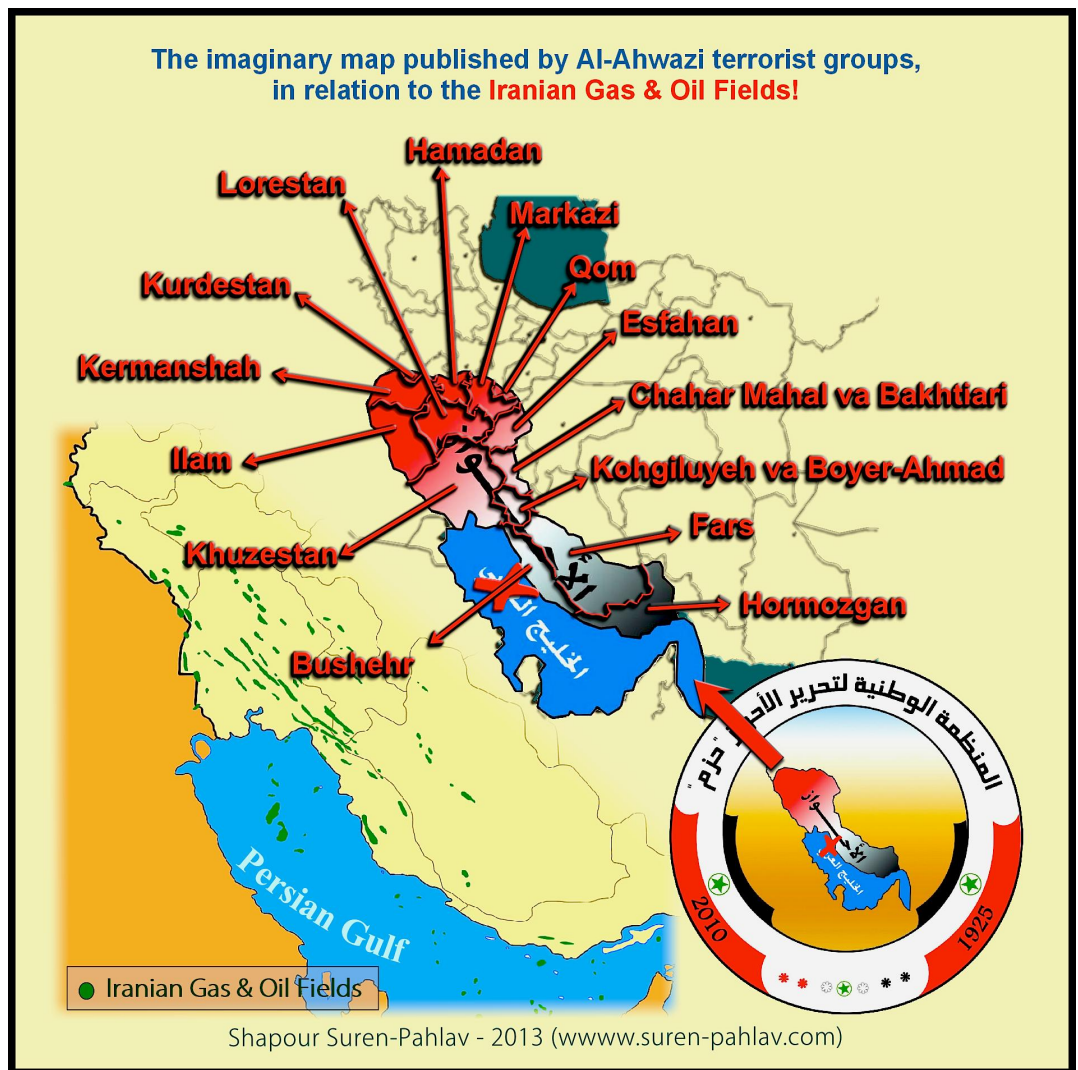 The imaginary map published by Al-Ahwazi terrorist groups,
in relation to the Iranian Gas & Oil Fields!
Hamadan
Lorestan
Markazi
Qom
Kurdestan
Esfahan
Kermanshah
Chahar Mahal va Bakhtiari
Ilam
Kohgiluyeh va Boyer-Ahmad
Fars
Khuzestan
Hormozgan
Bushehr
الخليج
المنظمة الوطنية لتحرير الأحواز "حزم"
الأحواز
الخليج العربي
2010
1925
Persian Gulf
Iranian Gas & Oil Fields
Shapour Suren-Pahlav - 2013 (wwww.suren-pahlav.com)